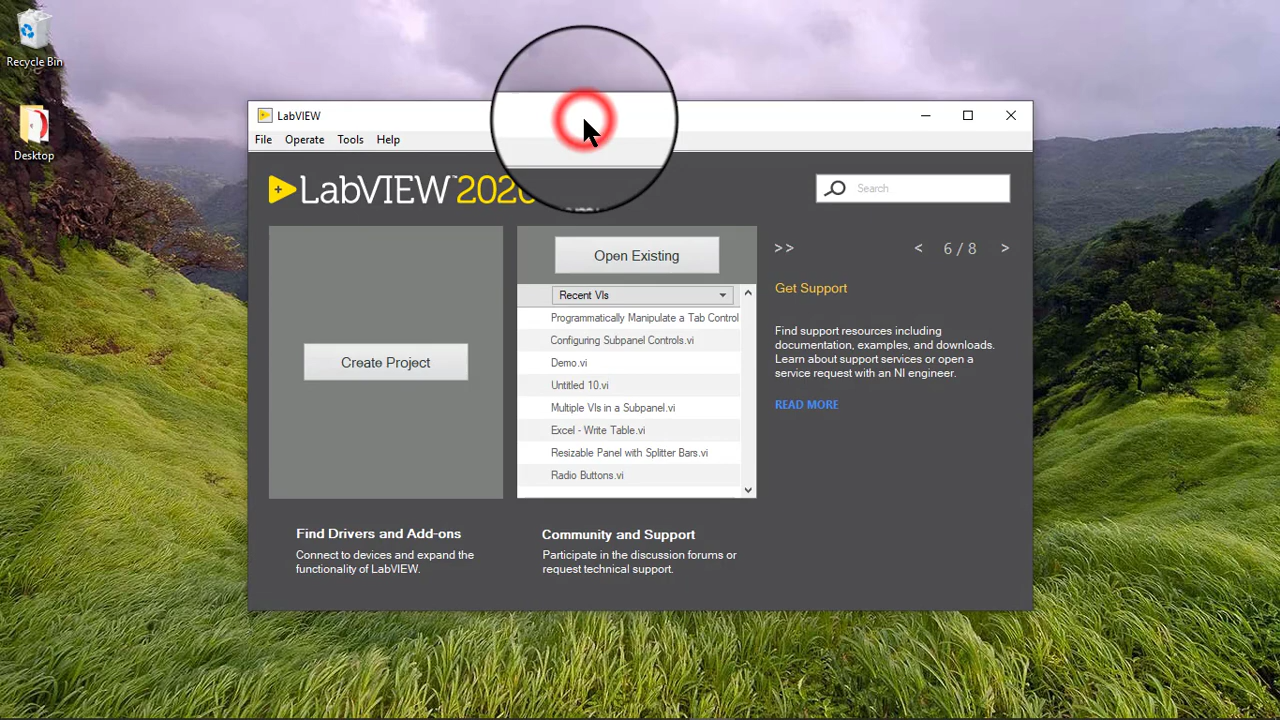 Recycle Bin
Desktop
LabVIEW
File Operate Tools Help
LabVIEW™2020
Search
Create Project
Open Existing
Recent VIs
Programmatically Manipulate a Tab Control
Configuring Subpanel Controls.vi
Demo.vi
Untitled 10.vi
Multiple VIs in a Subpanel.vi
Excel - Write Table.vi
Resizable Panel with Splitter Bars.vi
Radio Buttons.vi
>> < 6 / 8 >
Get Support
Find support resources including
documentation, examples, and downloads.
Learn about support services or open a
service request with an NI engineer.
READ MORE
Find Drivers and Add-ons
Connect to devices and expand the
functionality of LabVIEW.
Community and Support
Participate in the discussion forums or
request technical support.